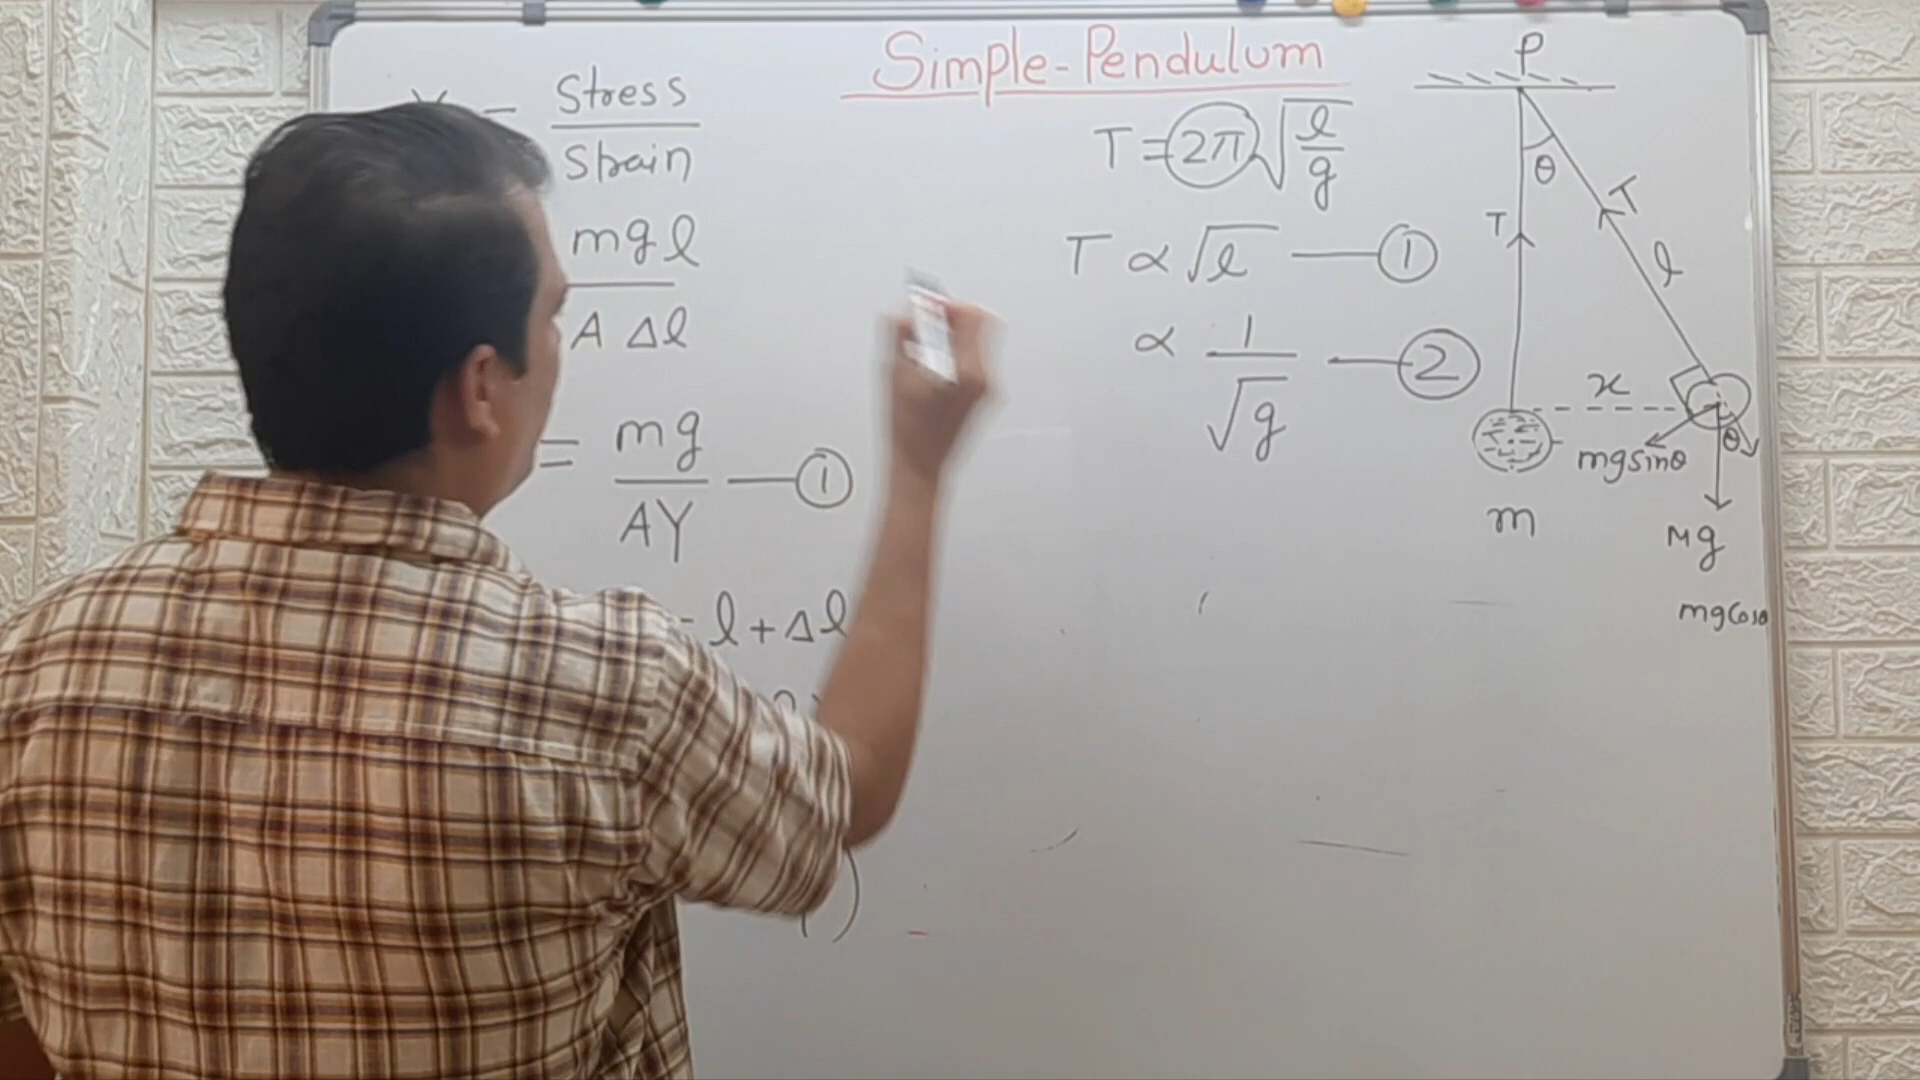 Simple-Pendulum
Stress
Strain
mgl
A Δl
= mg
AY
①
l + Δl
)
T = 2π √ l
g
T ∝ √l ①
∝ 1
√g
②
P
θ
T
T
l
x
θ
mgsinθ
m
Mg
mgCosθ